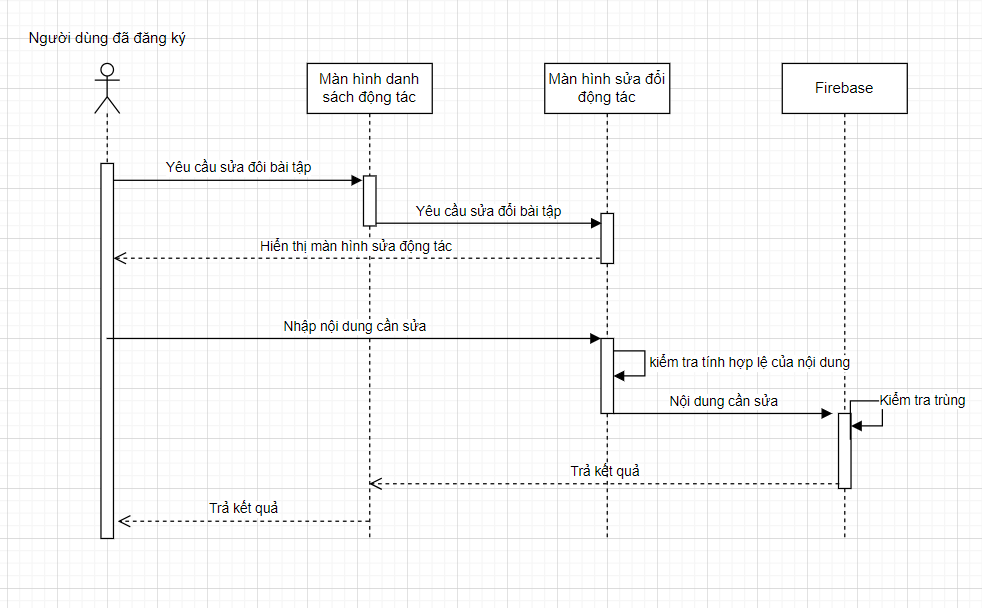 Người dùng đã đăng ký
Màn hình danh
sách động tác
Màn hình sửa đổi
động tác
Firebase
Yêu cầu sửa đôi bài tập
Yêu cầu sửa đổi bài tập
Hiển thị màn hình sửa động tác
Nhập nội dung cần sửa
kiểm tra tính hợp lệ của nội dung
Nội dung cần sửa
Kiểm tra trùng
Trả kết quả
Trả kết quả